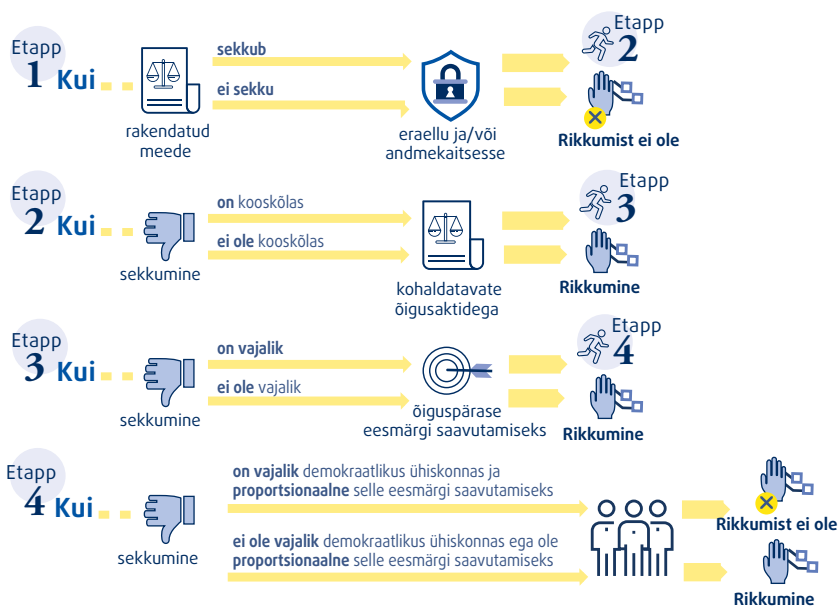 Etapp
1 Kui
rakendatud
meede
sekkub
ei sekku
eraellu ja/või
andmekaitsesse
Etapp
2
Rikkumist ei ole
Etapp
2 Kui
sekkumine
on kooskõlas
ei ole kooskõlas
kohaldatavate
õigusaktidega
Etapp
3
Rikkumine
Etapp
3 Kui
sekkumine
on vajalik
ei ole vajalik
õiguspärase
eesmärgi saavutamiseks
Etapp
4
Rikkumine
Etapp
4 Kui
sekkumine
on vajalik demokraatlikus ühiskonnas ja
proportsionaalne selle eesmärgi saavutamiseks
ei ole vajalik demokraatlikus ühiskonnas ega ole
proportsionaalne selle eesmärgi saavutamiseks
Rikkumist ei ole
Rikkumine